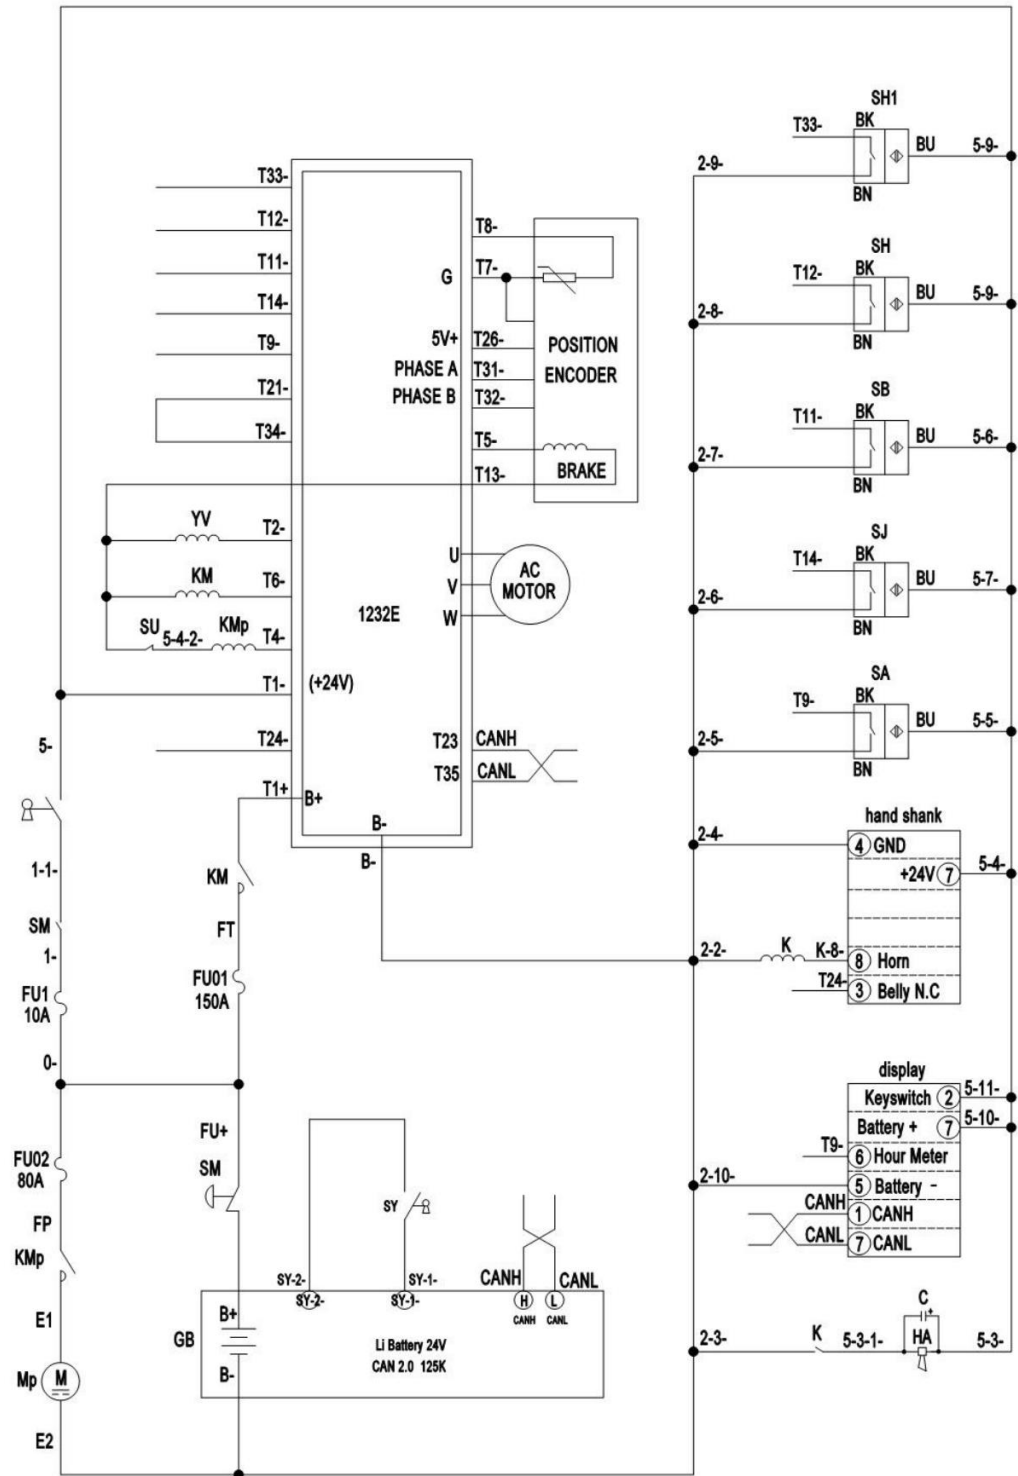 SH1
T33-
BK
BU
5-9-
2-9-
BN
T33-
T12-
T11-
T14-
T9-
T21-
T34-
T8-
G
T7-
5V+
T26-
POSITION
PHASE A
T31-
ENCODER
PHASE B
T32-
T5-
BRAKE
T13-
SH
T12-
BK
BU
5-9-
2-8-
BN
SB
T11-
BK
BU
5-6-
2-7-
BN
YV
T2-
KM
T6-
SU
5-4-2-
KMp
T4-
1232E
U
V
W
AC
MOTOR
SJ
T14-
BK
BU
5-7-
2-6-
BN
T1-
(+24V)
T24-
T1+
B+
T23
CANH
T35
CANL
B-
B-
SA
T9-
BK
BU
5-5-
2-5-
BN
5-
1-1-
SM
1-
FU1
10A
0-
KM
FT
FU01
150A
hand shank
2-4-
4 GND
+24V 7
5-4-
2-2-
K
K-8-
8 Horn
T24-
3 Belly N.C
display
Keyswitch 2
5-11-
Battery + 7
5-10-
T9-
6 Hour Meter
2-10-
5 Battery -
CANH
1 CANH
CANL
7 CANL
FU02
80A
FP
KMp
E1
Mp
M
E2
FU+
SM
SY
SY-2-
SY-1-
CANH
CANL
SY-2-
SY-1-
H
L
CANH
CANL
GB
B+
B-
Li Battery 24V
CAN 2.0 125K
C
+
2-3-
K
5-3-1-
HA
5-3-